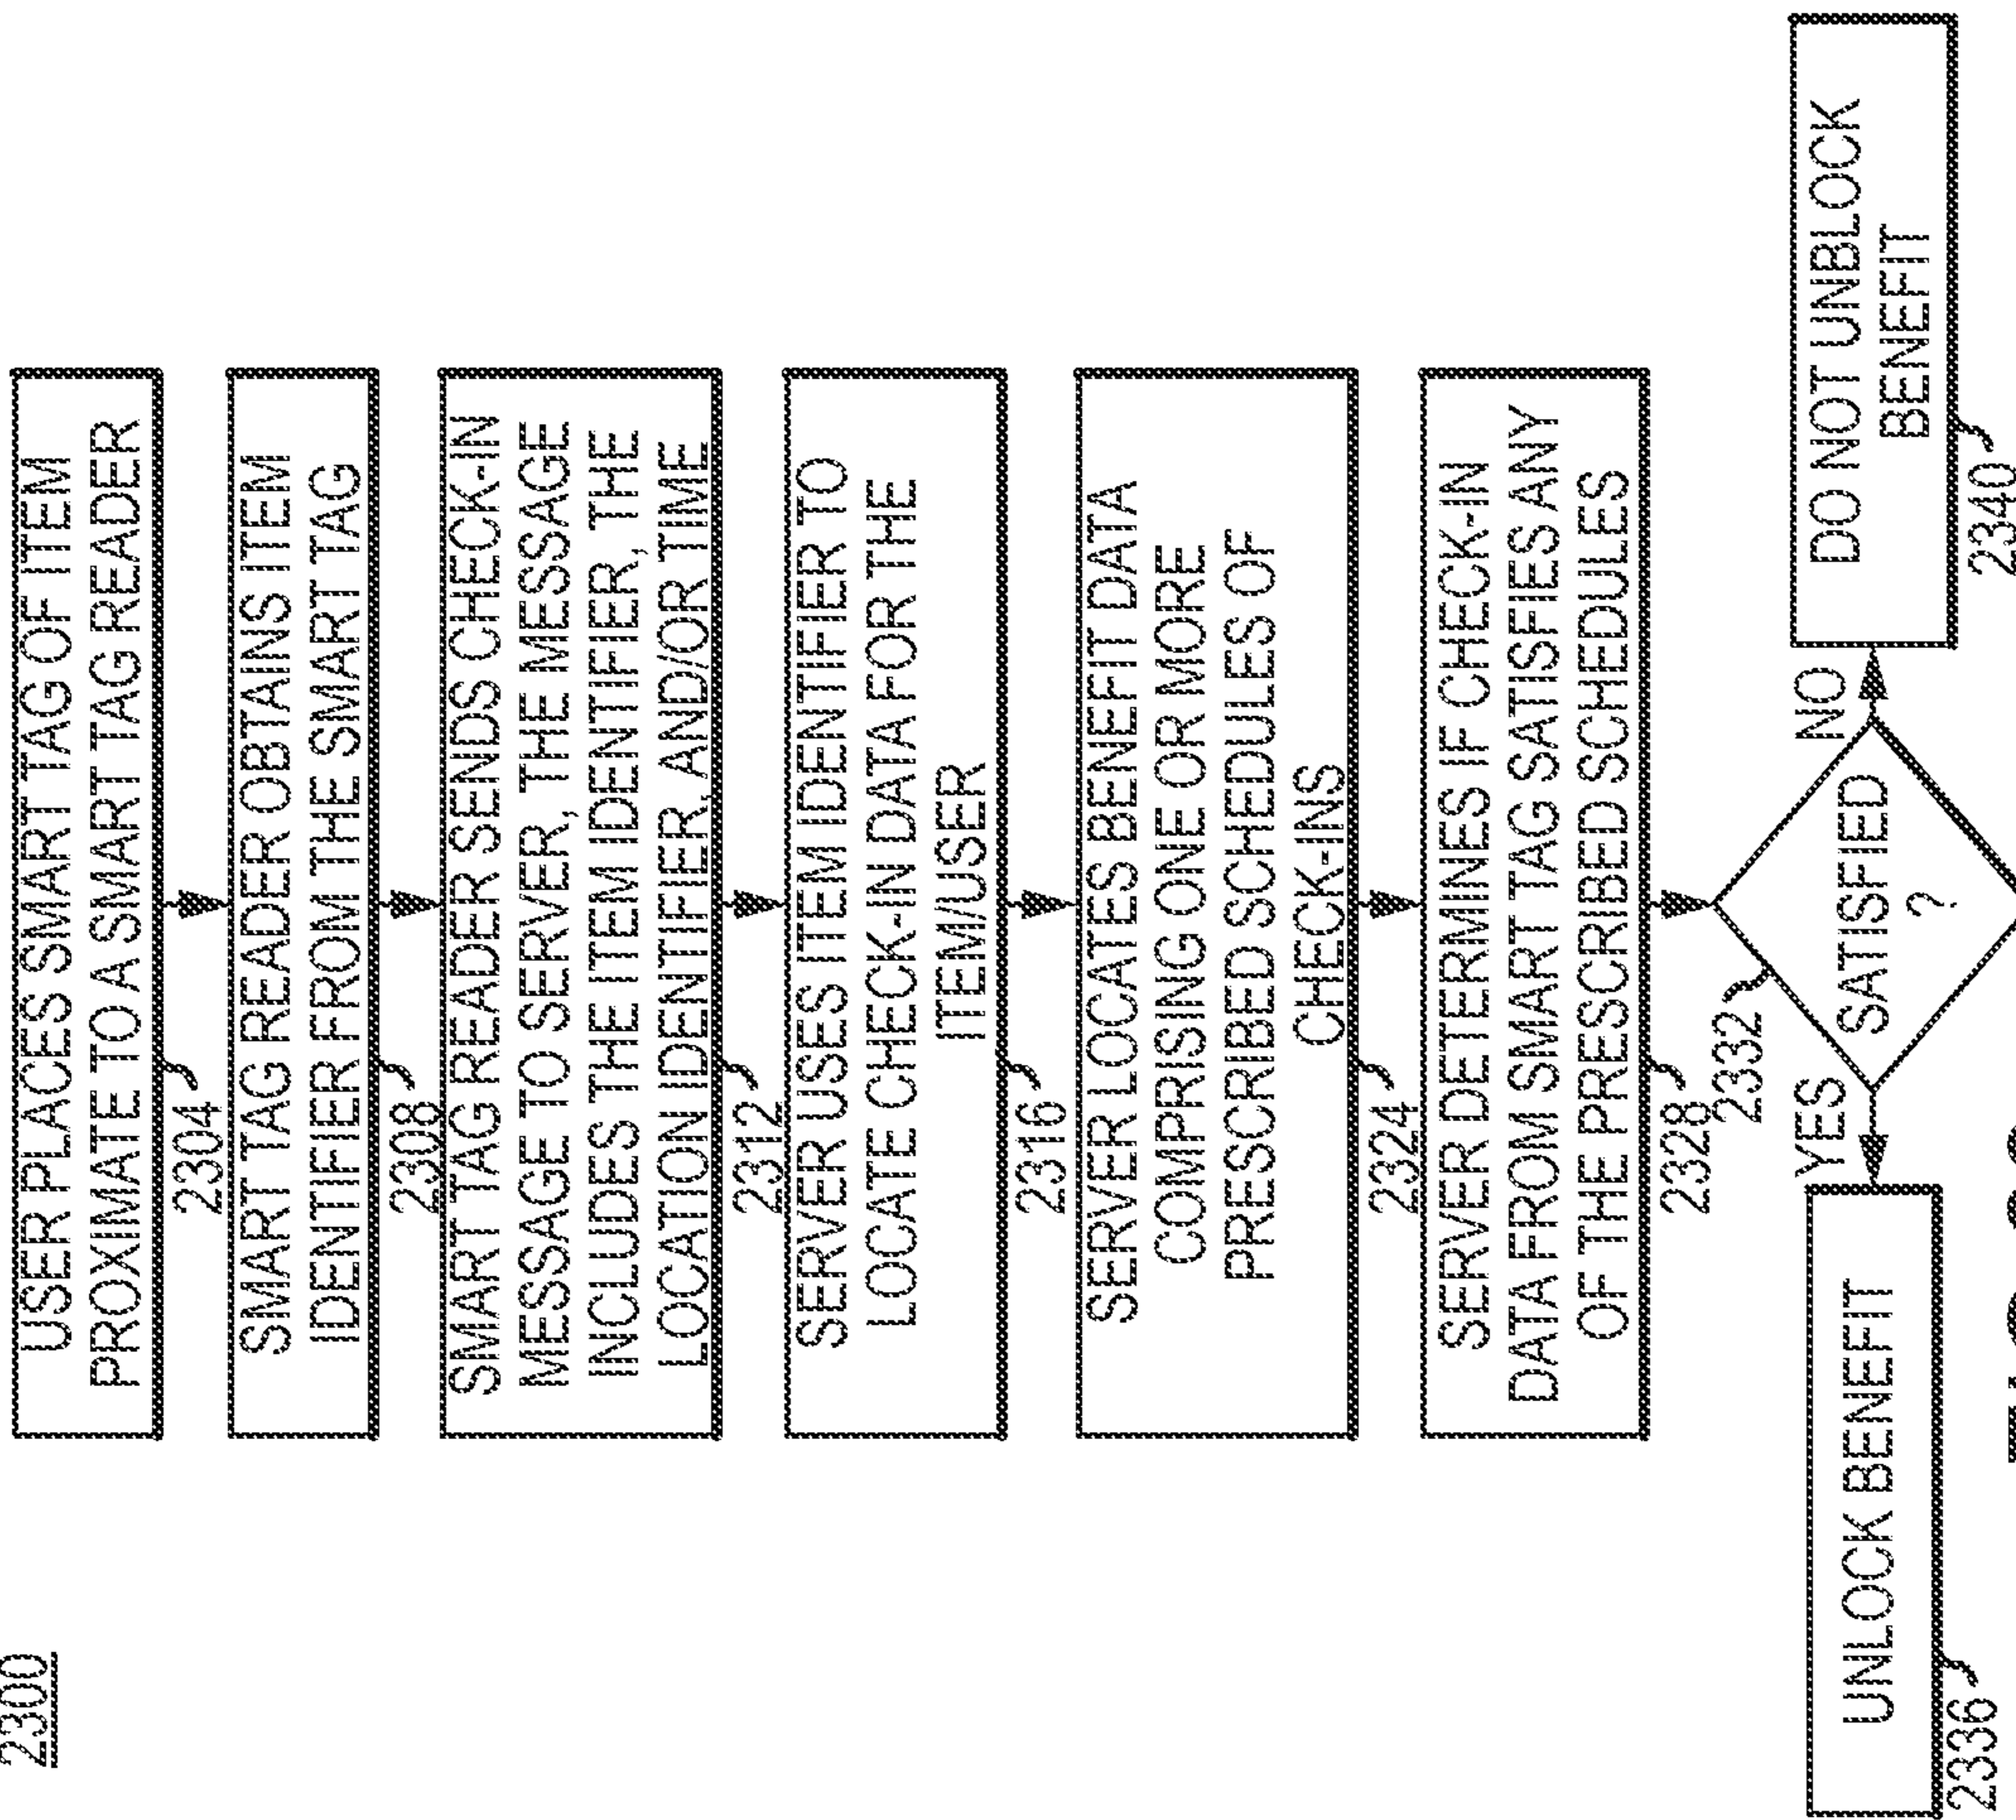 2300
USER PLACES SMART TAG OF ITEM
PROXIMATE TO A SMART TAG READER
2304
SMART TAG READER OBTAINS ITEM
IDENTIFIER FROM THE SMART TAG
2308
SMART TAG READER SENDS CHECK-IN
MESSAGE TO SERVER, THE MESSAGE
INCLUDES THE ITEM IDENTIFIER, THE
LOCATION IDENTIFIER, AND/OR TIME
2312
SERVER USES ITEM IDENTIFIER TO
LOCATE CHECK-IN DATA FOR THE
ITEM/USER
2316
SERVER LOCATES BENEFIT DATA
COMPRISING ONE OR MORE
PRESCRIBED SCHEDULES OF
CHECK-INS
2324
SERVER DETERMINES IF CHECK-IN
DATA FROM SMART TAG SATISFIES ANY
OF THE PRESCRIBED SCHEDULES
2328
2332
YES
SATISFIED
?
NO
UNLOCK BENEFIT
2336
DO NOT UNBLOCK
BENEFIT
2340